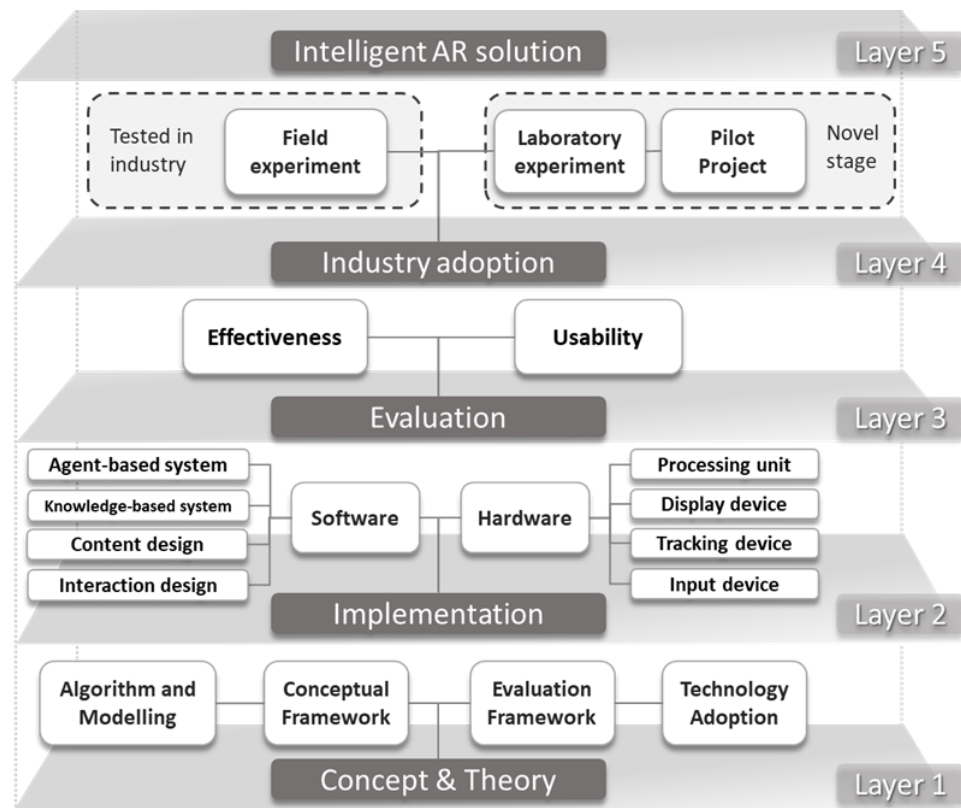 Intelligent AR solution
Layer 5
Tested in
industry
Field
experiment
Laboratory
experiment
Pilot
Project
Novel
stage
Industry adoption
Layer 4
Effectiveness
Usability
Evaluation
Layer 3
Agent-based system
Knowledge-based system
Content design
Interaction design
Software
Hardware
Processing unit
Display device
Tracking device
Input device
Implementation
Layer 2
Algorithm and
Modelling
Conceptual
Framework
Evaluation
Framework
Technology
Adoption
Concept & Theory
Layer 1